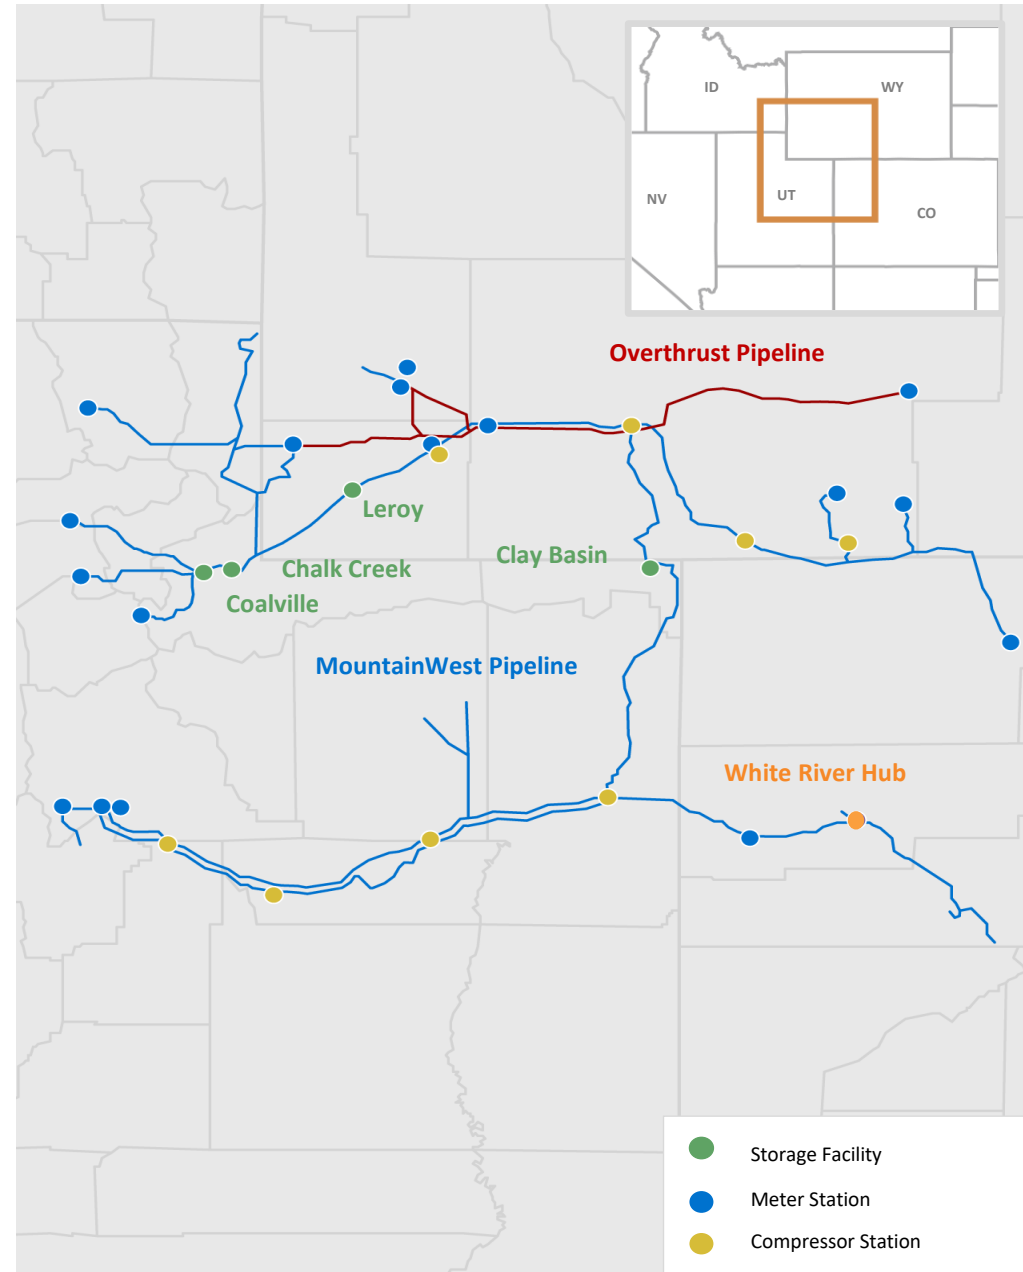 ID
WY
NV
UT
CO
Overthrust Pipeline
Leroy
Clay Basin
Chalk Creek
Coalville
MountainWest Pipeline
White River Hub
Storage Facility
Meter Station
Compressor Station